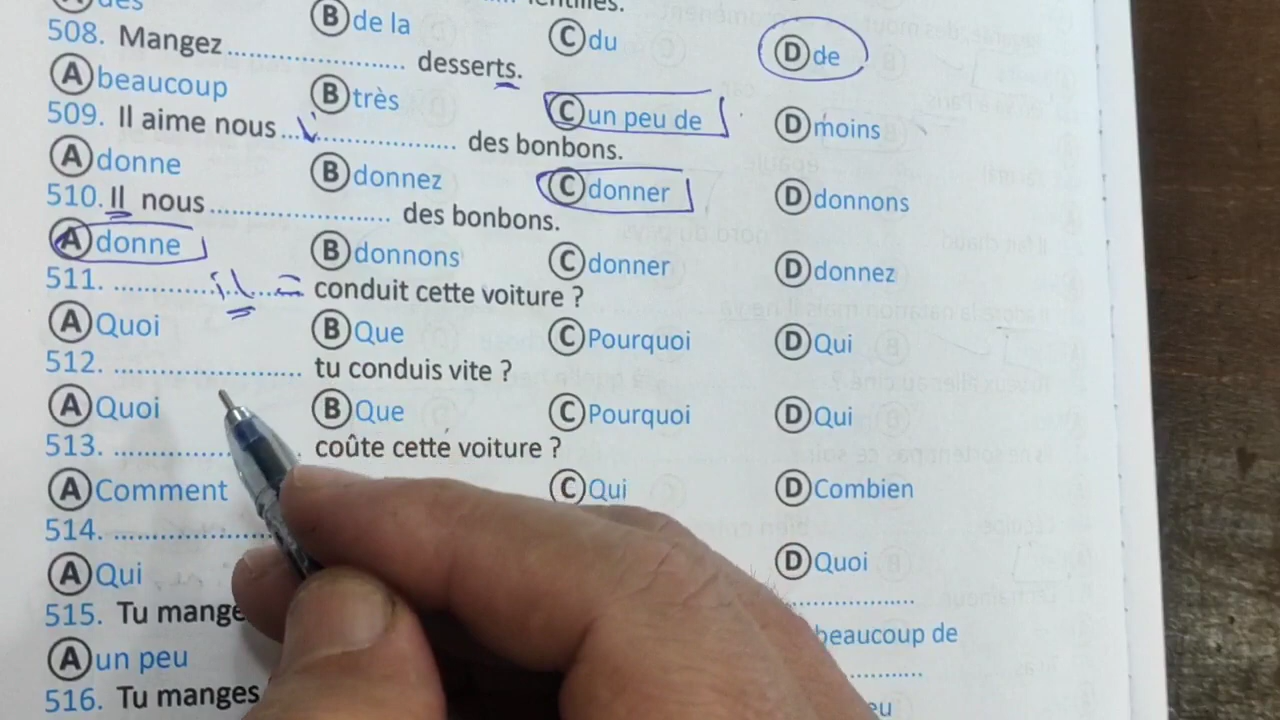 des
B de la
508. Mangez .................. desserts.
C du
D de
A beaucoup
B très
C un peu de
D moins
509. Il aime nous .................. des bonbons.
A donne
B donnez
C donner
D donnons
510. Il nous .................. des bonbons.
A donne
B donnons
C donner
D donnez
511. .......... il .......... conduit cette voiture ?
A Quoi
B Que
C Pourquoi
D Qui
512. .................. tu conduis vite ?
A Quoi
B Que
C Pourquoi
D Qui
513. .................. coûte cette voiture ?
A Comment
C Qui
D Combien
514. ..................
A Qui
D Quoi
515. Tu mange
A un peu
beaucoup de
516. Tu manges